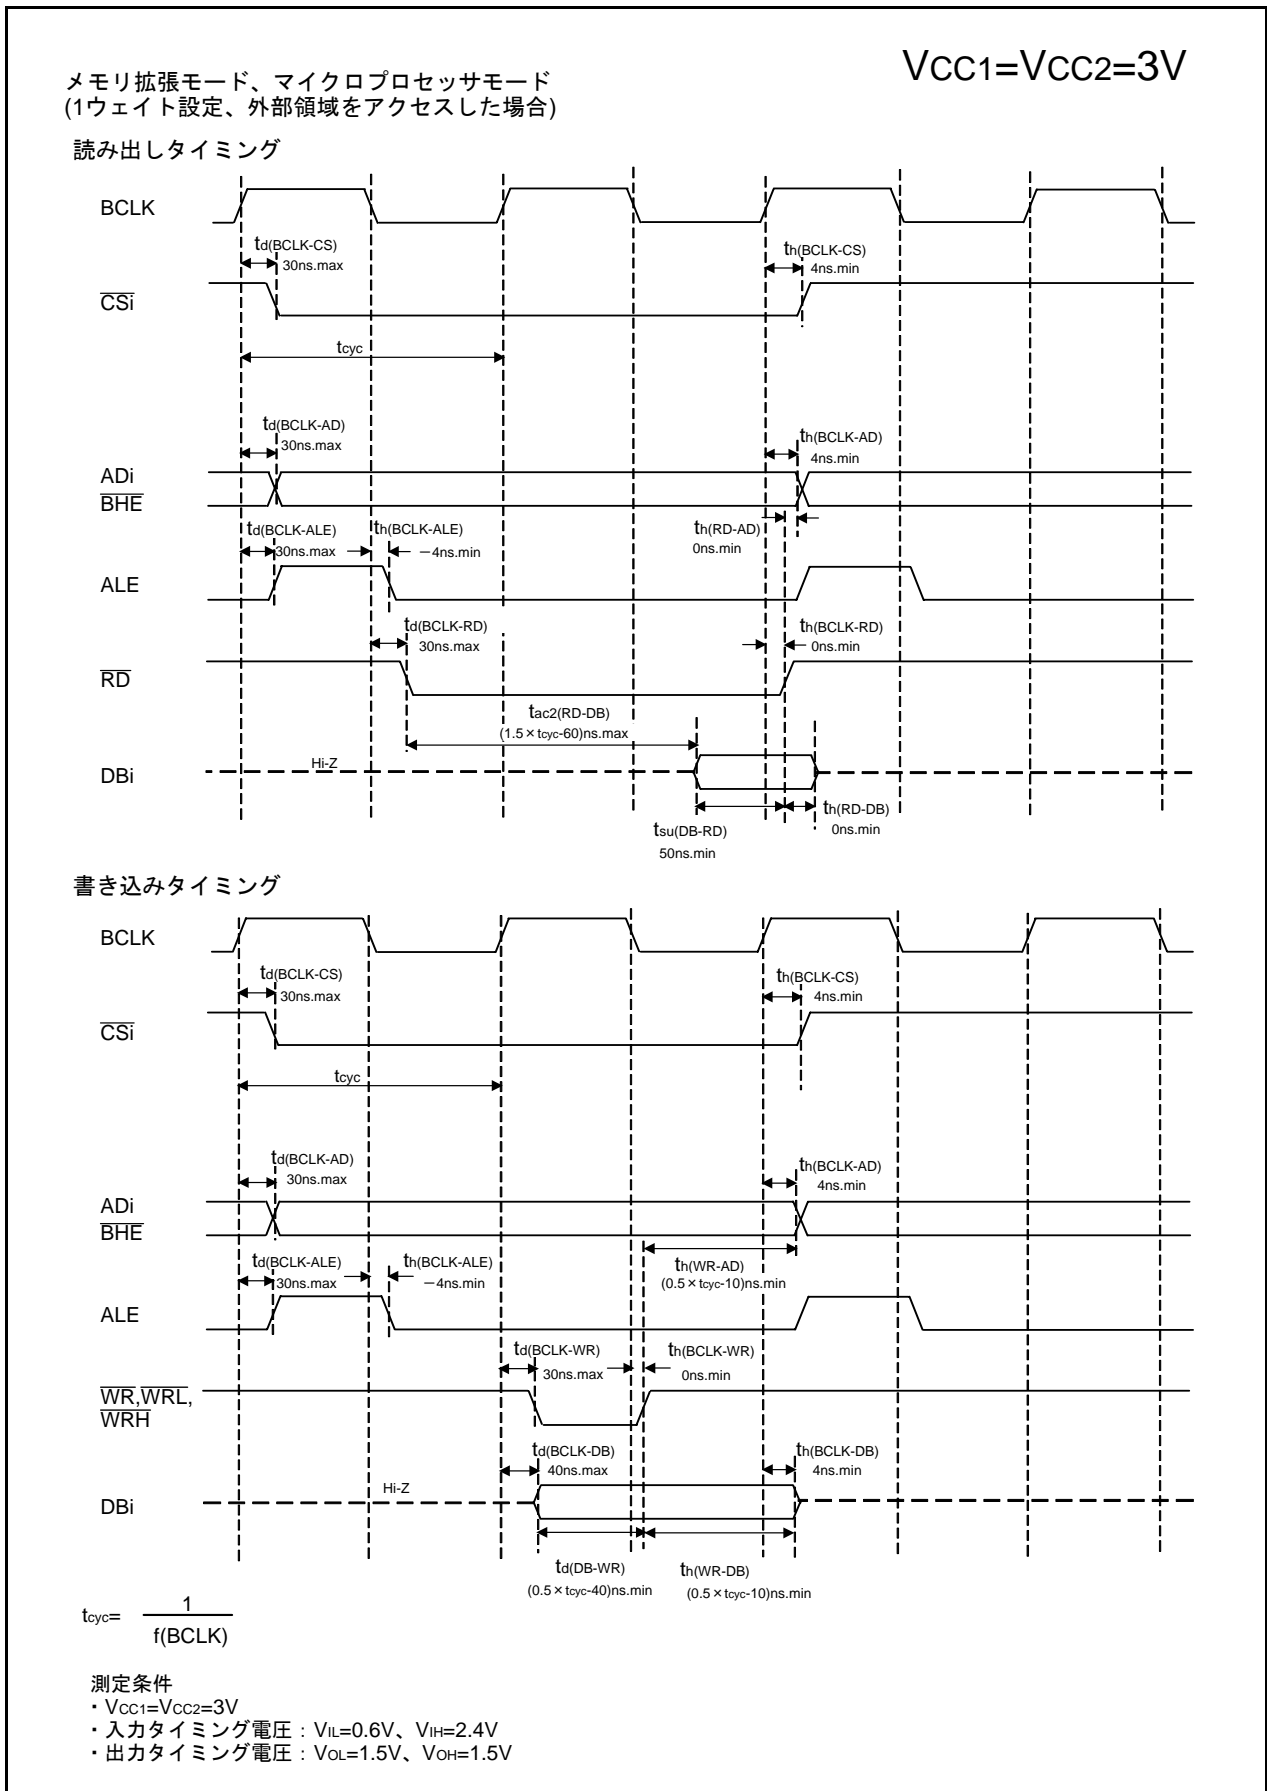 VCC1=VCC2=3V
メモリ拡張モード、マイクロプロセッサモード
(1ウェイト設定、外部領域をアクセスした場合)
読み出しタイミング
BCLK
td(BCLK-CS)
30ns.max
th(BCLK-CS)
4ns.min
CSi
tcyc
td(BCLK-AD)
30ns.max
th(BCLK-AD)
4ns.min
ADi
BHE
td(BCLK-ALE)
30ns.max
th(BCLK-ALE)
−4ns.min
th(RD-AD)
0ns.min
ALE
td(BCLK-RD)
30ns.max
th(BCLK-RD)
0ns.min
RD
tac2(RD-DB)
(1.5×tcyc-60)ns.max
DBi
Hi-Z
tsu(DB-RD)
50ns.min
th(RD-DB)
0ns.min
書き込みタイミング
BCLK
td(BCLK-CS)
30ns.max
th(BCLK-CS)
4ns.min
CSi
tcyc
td(BCLK-AD)
30ns.max
th(BCLK-AD)
4ns.min
ADi
BHE
td(BCLK-ALE)
30ns.max
th(BCLK-ALE)
−4ns.min
th(WR-AD)
(0.5×tcyc-10)ns.min
ALE
td(BCLK-WR)
30ns.max
th(BCLK-WR)
0ns.min
WR,WRL,
WRH
td(BCLK-DB)
40ns.max
th(BCLK-DB)
4ns.min
DBi
Hi-Z
td(DB-WR)
(0.5×tcyc-40)ns.min
th(WR-DB)
(0.5×tcyc-10)ns.min
tcyc= 1
f(BCLK)
測定条件
・VCC1=VCC2=3V
・入力タイミング電圧：VIL=0.6V、VIH=2.4V
・出力タイミング電圧：VOL=1.5V、VOH=1.5V